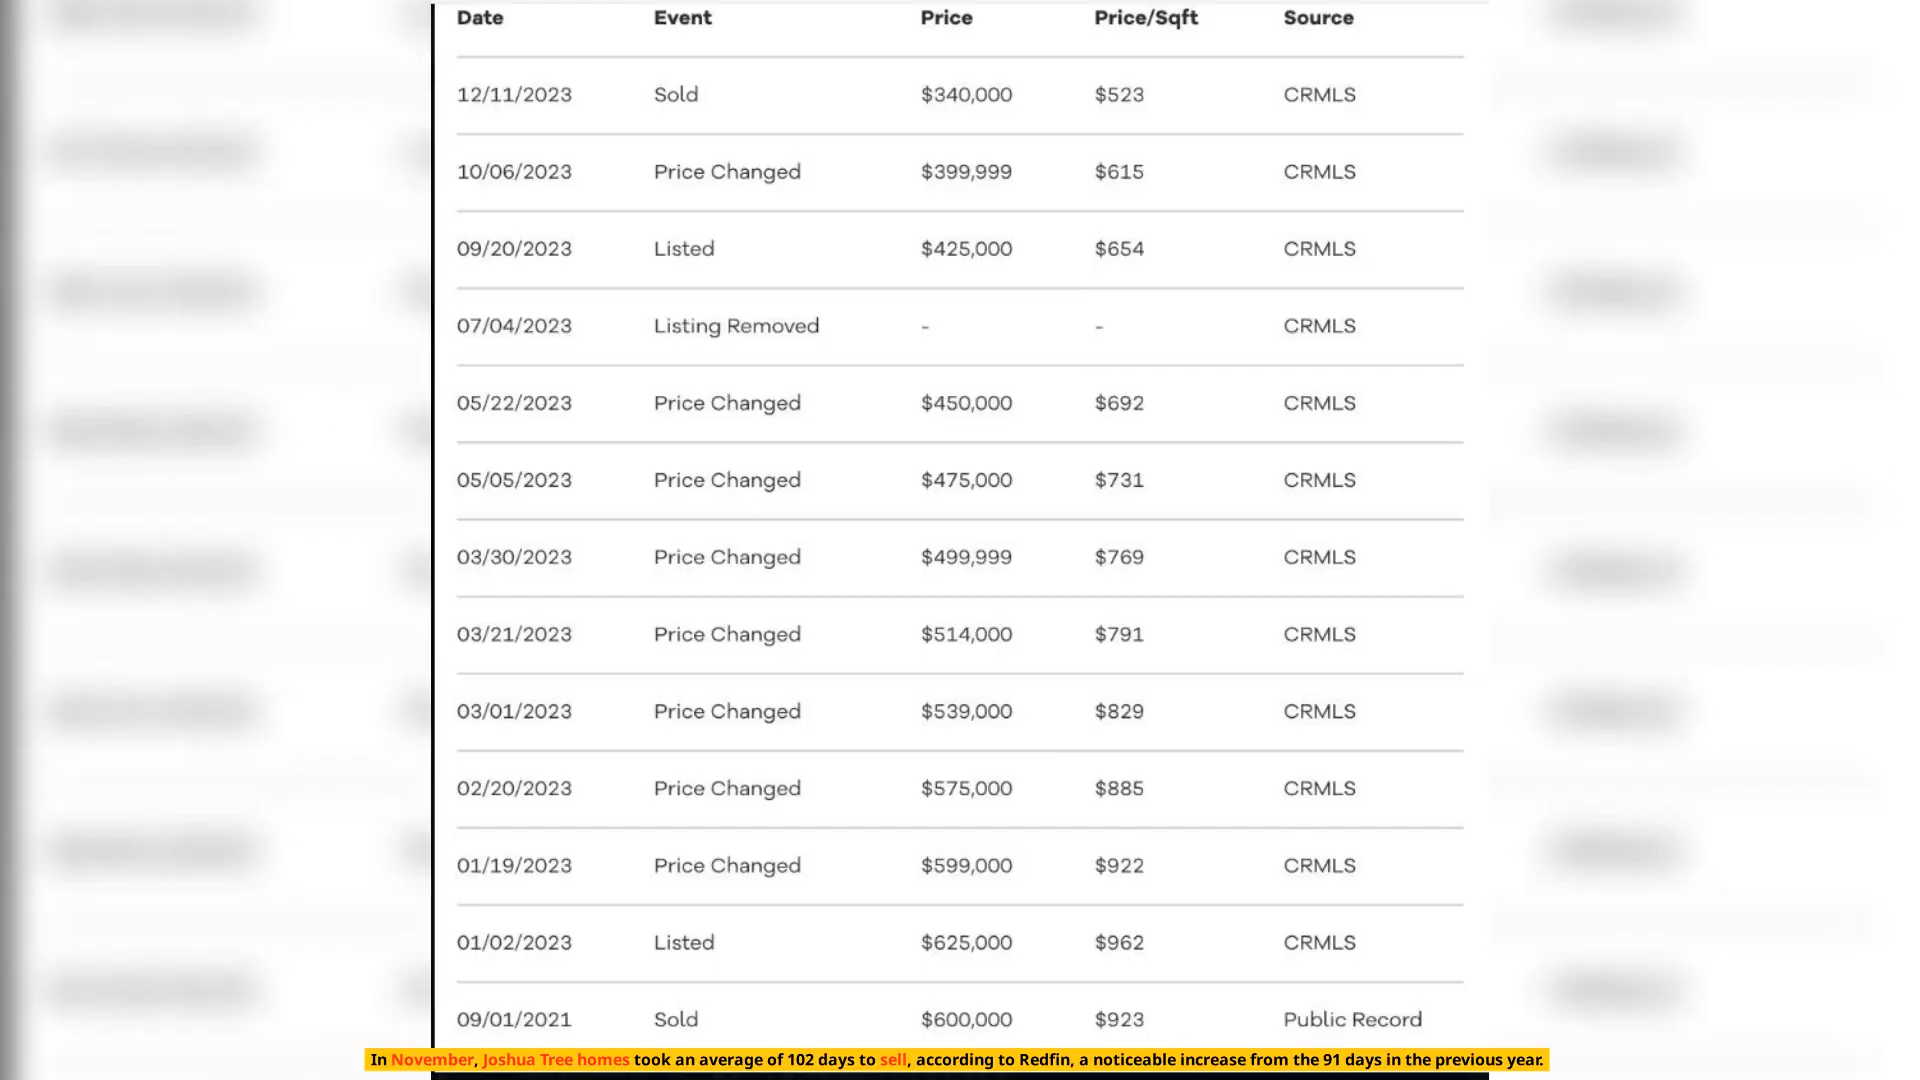 Date Event Price Price/Sqft Source
12/11/2023 Sold $340,000 $523 CRMLS
10/06/2023 Price Changed $399,999 $615 CRMLS
09/20/2023 Listed $425,000 $654 CRMLS
07/04/2023 Listing Removed - - CRMLS
05/22/2023 Price Changed $450,000 $692 CRMLS
05/05/2023 Price Changed $475,000 $731 CRMLS
03/30/2023 Price Changed $499,999 $769 CRMLS
03/21/2023 Price Changed $514,000 $791 CRMLS
03/01/2023 Price Changed $539,000 $829 CRMLS
02/20/2023 Price Changed $575,000 $885 CRMLS
01/19/2023 Price Changed $599,000 $922 CRMLS
01/02/2023 Listed $625,000 $962 CRMLS
09/01/2021 Sold $600,000 $923 Public Record
In November, Joshua Tree homes took an average of 102 days to sell, according to Redfin, a noticeable increase from the 91 days in the previous year.